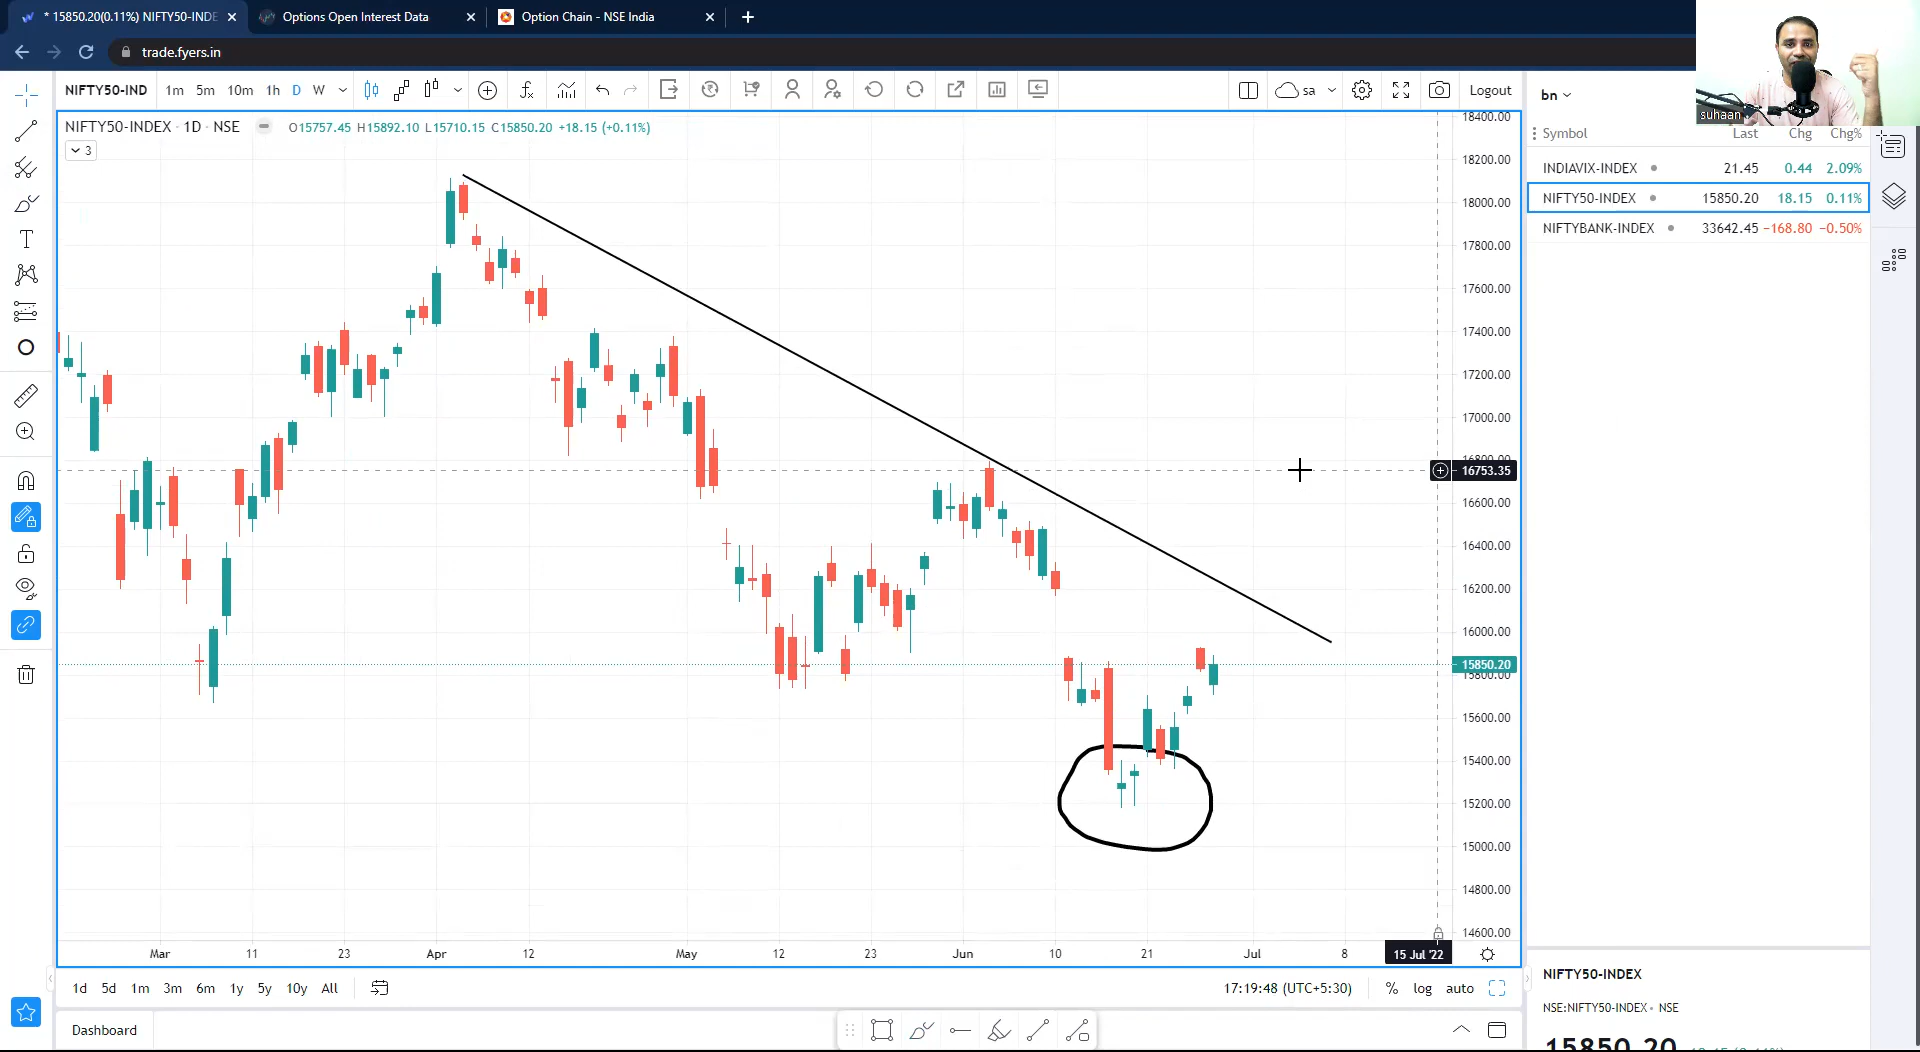 * 15850.20(0.11%) NIFTY50-INDE
Options Open Interest Data
Option Chain - NSE India
trade.fyers.in
suhaan
NIFTY50-IND 1m 5m 10m 1h D W sa Logout
bn
NIFTY50-INDEX · 1D · NSE O15757.45 H15892.10 L15710.15 C15850.20 +18.15 (+0.11%)
3
Symbol Last Chg Chg%
INDIAVIX-INDEX 21.45 0.44 2.09%
NIFTY50-INDEX 15850.20 18.15 0.11%
NIFTYBANK-INDEX 33642.45 −168.80 −0.50%
18400.00
18200.00
18000.00
17800.00
17600.00
17400.00
17200.00
17000.00
16800.00
16753.35
16600.00
16400.00
16200.00
16000.00
15850.20
15800.00
15600.00
15400.00
15200.00
15000.00
14800.00
14600.00
Mar 11 23 Apr 12 May 12 23 Jun 10 21 Jul 8 15 Jul '22
1d 5d 1m 3m 6m 1y 5y 10y All
17:19:48 (UTC+5:30) % log auto
Dashboard
NIFTY50-INDEX
NSE:NIFTY50-INDEX • NSE
15850.20